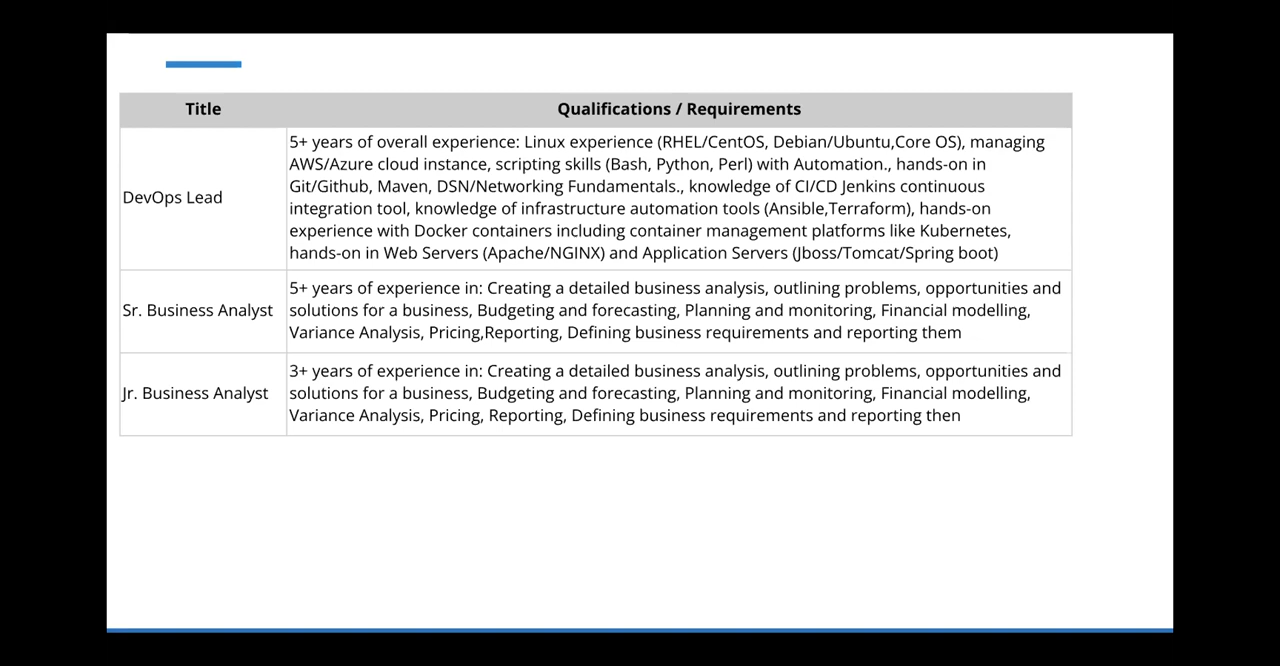 Title
Qualifications / Requirements
DevOps Lead
5+ years of overall experience: Linux experience (RHEL/CentOS, Debian/Ubuntu,Core OS), managing
AWS/Azure cloud instance, scripting skills (Bash, Python, Perl) with Automation., hands-on in
Git/Github, Maven, DSN/Networking Fundamentals., knowledge of CI/CD Jenkins continuous
integration tool, knowledge of infrastructure automation tools (Ansible,Terraform), hands-on
experience with Docker containers including container management platforms like Kubernetes,
hands-on in Web Servers (Apache/NGINX) and Application Servers (Jboss/Tomcat/Spring boot)
Sr. Business Analyst
5+ years of experience in: Creating a detailed business analysis, outlining problems, opportunities and
solutions for a business, Budgeting and forecasting, Planning and monitoring, Financial modelling,
Variance Analysis, Pricing,Reporting, Defining business requirements and reporting them
Jr. Business Analyst
3+ years of experience in: Creating a detailed business analysis, outlining problems, opportunities and
solutions for a business, Budgeting and forecasting, Planning and monitoring, Financial modelling,
Variance Analysis, Pricing, Reporting, Defining business requirements and reporting then